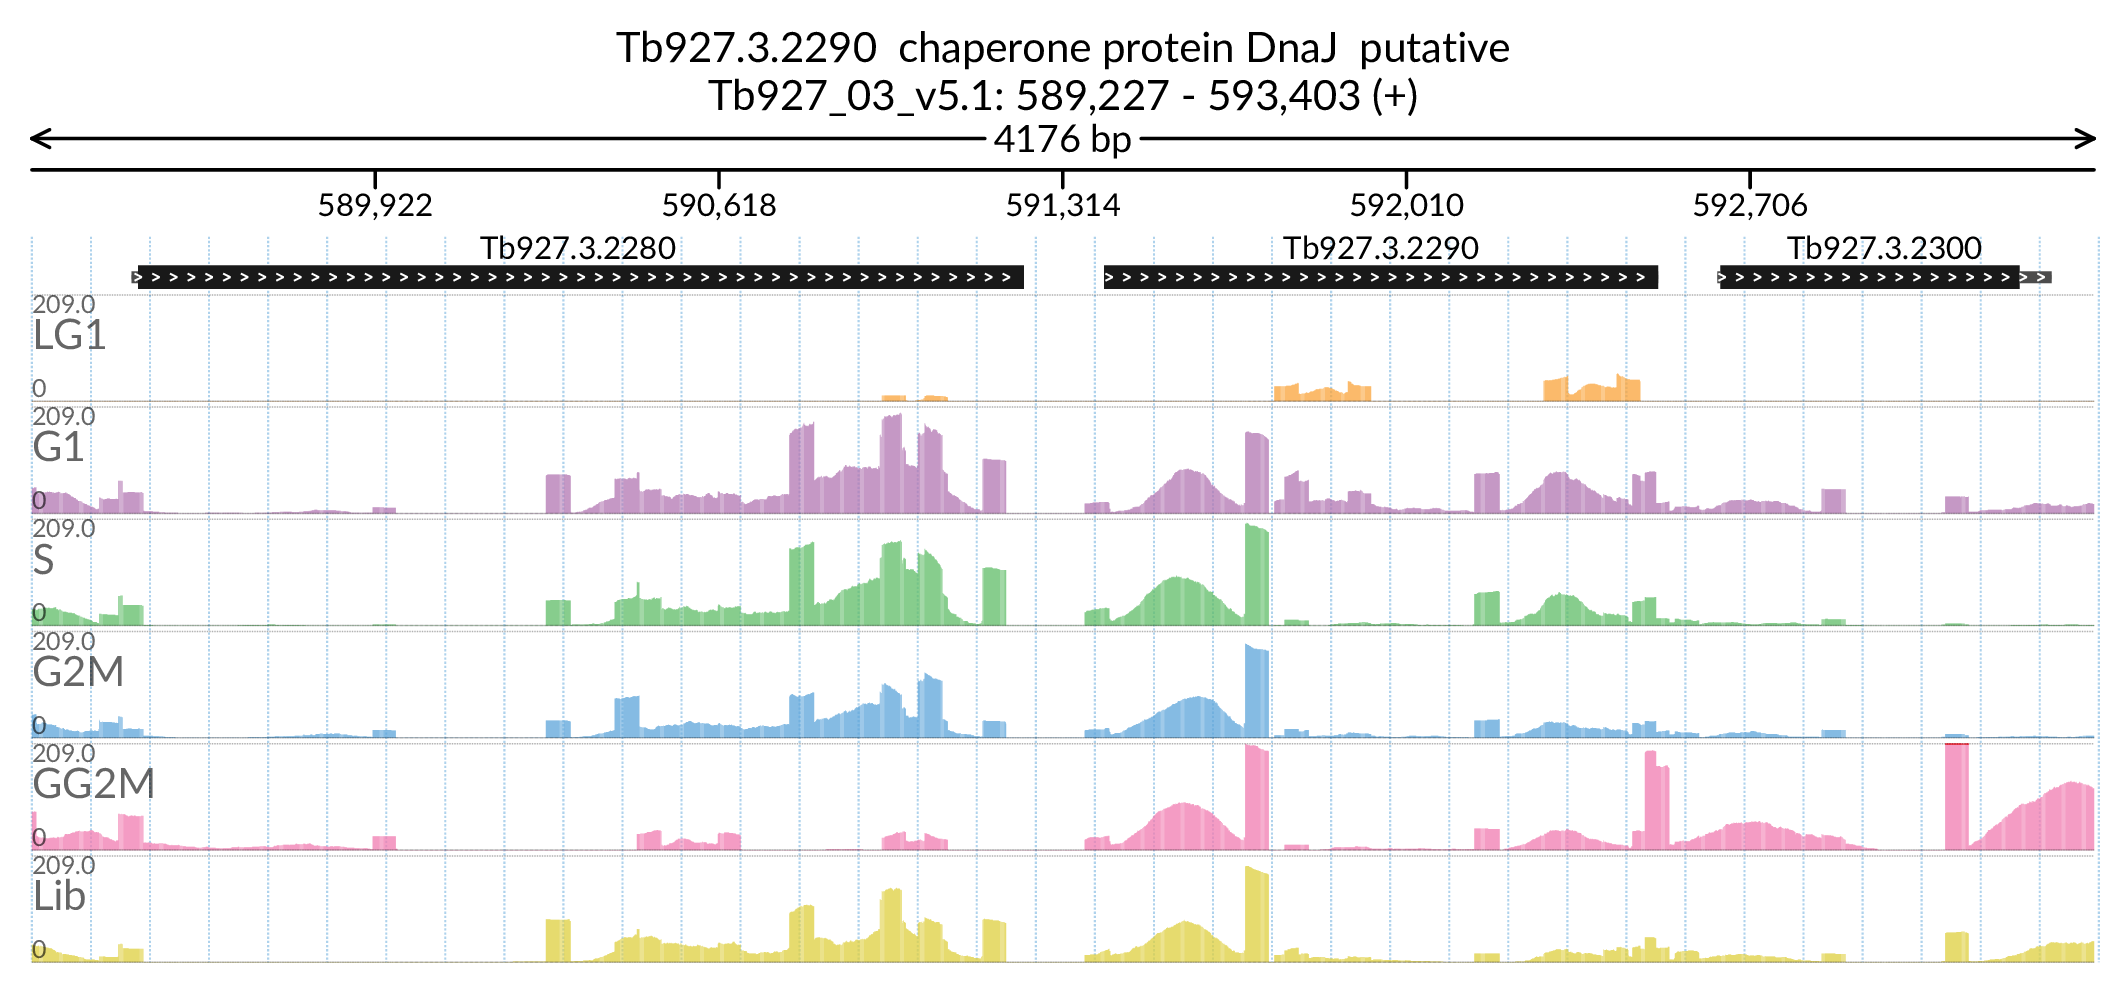 Tb927.3.2290  chaperone protein DnaJ  putative
Tb927_03_v5.1: 589,227 - 593,403 (+)
4176 bp
589,922 590,618 591,314 592,010 592,706
Tb927.3.2280 Tb927.3.2290 Tb927.3.2300
209.0
LG1
0
209.0
G1
0
209.0
S
0
209.0
G2M
0
209.0
GG2M
0
209.0
Lib
0